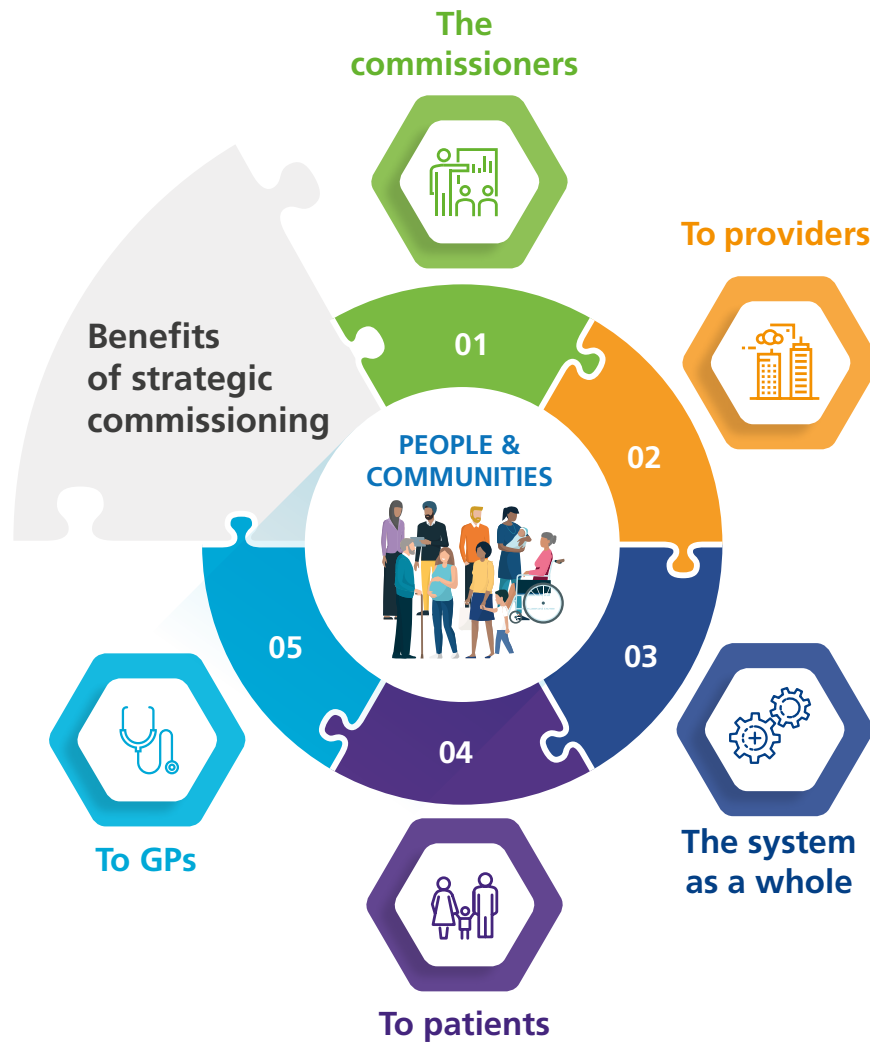 The
commissioners
To providers
Benefits
of strategic
commissioning
01
02
PEOPLE &
COMMUNITIES
03
04
05
To GPs
The system
as a whole
To patients